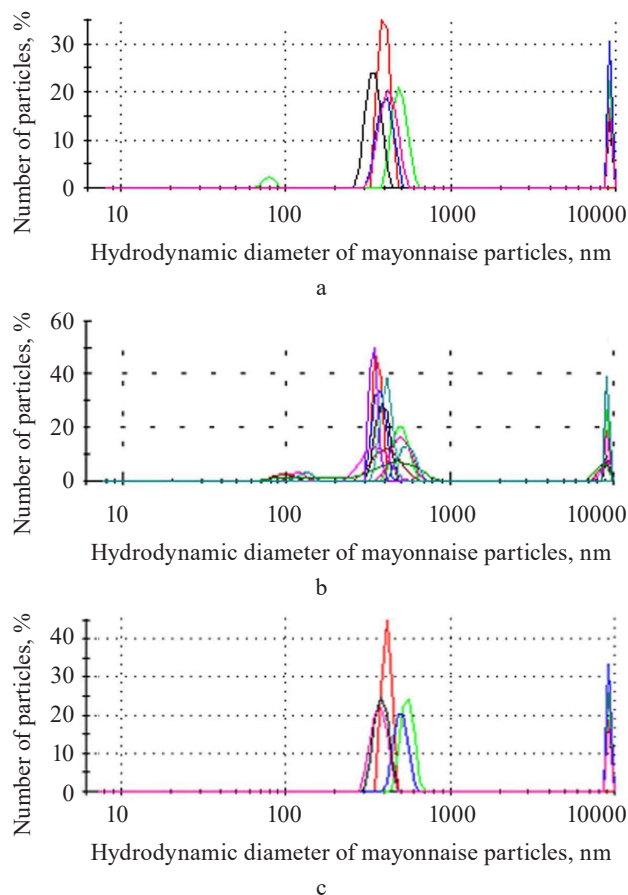 Number of particles, %
30
20
10
0
10 100 1000 10000
Hydrodynamic diameter of mayonnaise particles, nm
a
Number of particles, %
60
40
20
0
10 100 1000 10000
Hydrodynamic diameter of mayonnaise particles, nm
b
Number of particles, %
40
30
20
10
0
10 100 1000 10000
Hydrodynamic diameter of mayonnaise particles, nm
c